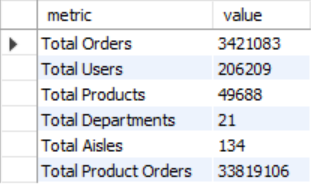 metric value
Total Orders 3421083
Total Users 206209
Total Products 49688
Total Departments 21
Total Aisles 134
Total Product Orders 33819106